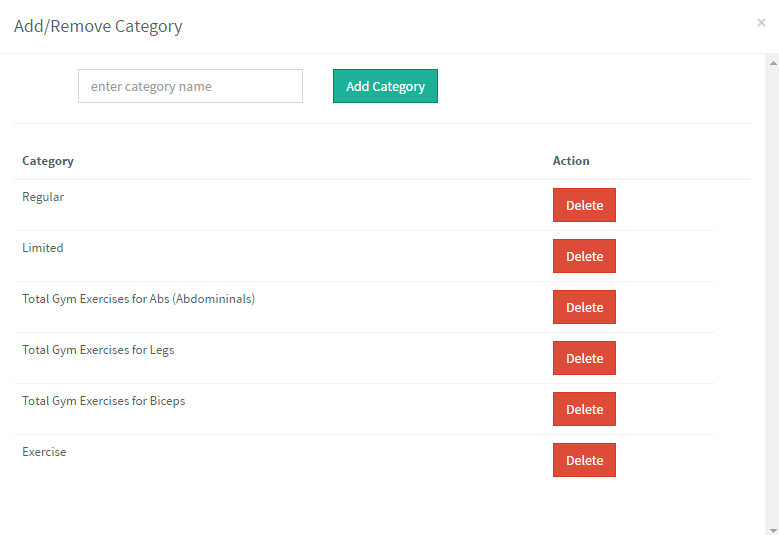 Add/Remove Category
×
enter category name Add Category
Category Action
Regular Delete
Limited Delete
Total Gym Exercises for Abs (Abdomininals) Delete
Total Gym Exercises for Legs Delete
Total Gym Exercises for Biceps Delete
Exercise Delete